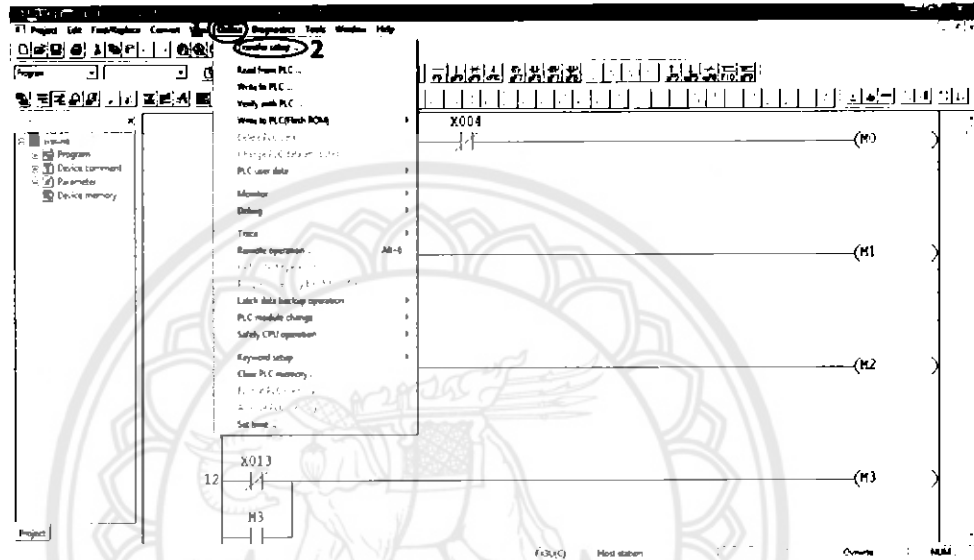 Project Edit Find/Replace Convert View Online Diagnostics Tools Window Help
Transfer setup ... 2
Program
Read from PLC ...
Write to PLC ...
Verify with PLC ...
Write to PLC(Flash ROM)
PLC user data
Monitor
Debug
Trace
Remote operation ... Alt+6
Latch data backup operation
PLC module change
Safety CPU operation
Keyword setup
Clear PLC memory ...
Set time ...
Program
Device comment
Parameter
Device memory
X004
(M0 )
(M1 )
(M2 )
X013
12
(M3 )
M3
Project
Host station
Ovrwrte
NUM